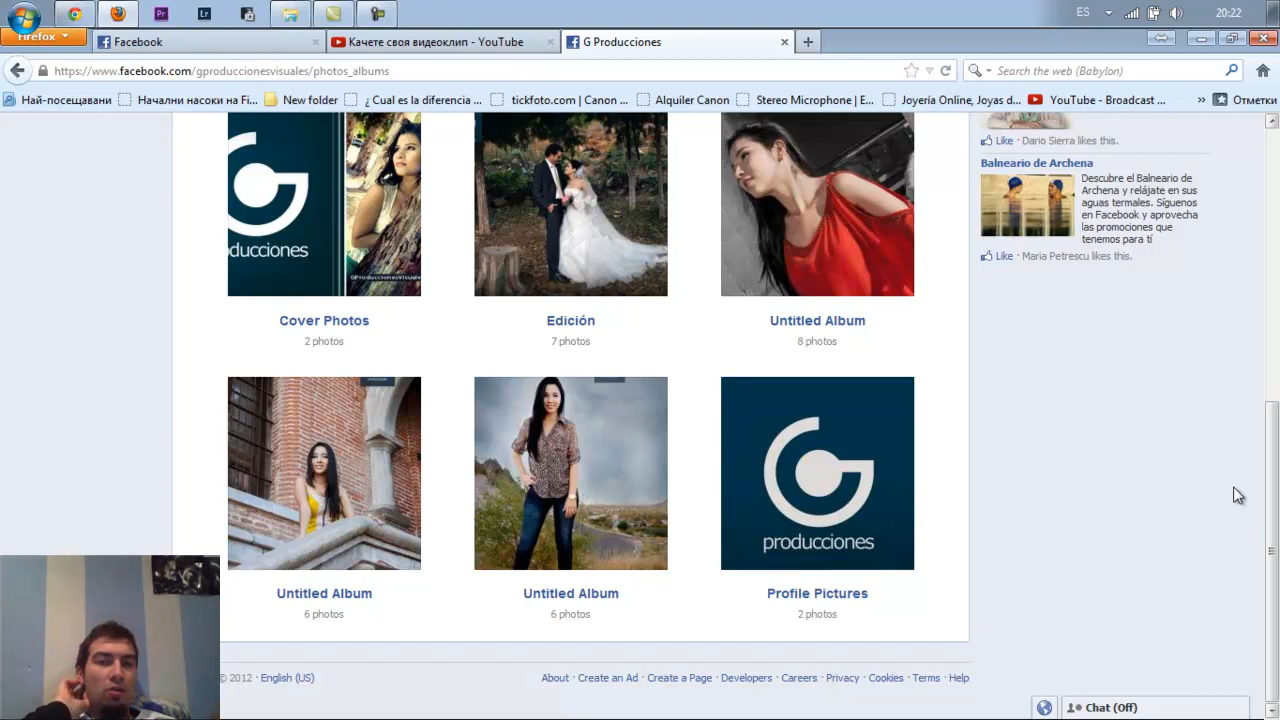 ES
20:22
Firefox
Facebook
Качете своя видеоклип - YouTube
G Producciones
https://www.facebook.com/gproduccionesvisuales/photos_albums
Search the web (Babylon)
Най-посещавани
Начални насоки на Fi...
New folder
¿ Cual es la diferencia ...
tickfoto.com | Canon ...
Alquiler Canon
Stereo Microphone | E...
Joyería Online, Joyas d...
YouTube - Broadcast ...
»
Отметки
Like · Dario Sierra likes this.
Balneario de Archena
Descubre el Balneario de
Archena y relájate en sus
aguas termales. Síguenos
en Facebook y aprovecha
las promociones que
tenemos para tí
Like · Maria Petrescu likes this.
ducciones
GProduccionesVisuale
Cover Photos
2 photos
Edición
7 photos
Untitled Album
8 photos
producciones
Untitled Album
6 photos
Untitled Album
6 photos
Profile Pictures
2 photos
© 2012 · English (US)
About · Create an Ad · Create a Page · Developers · Careers · Privacy · Cookies · Terms · Help
Chat (Off)